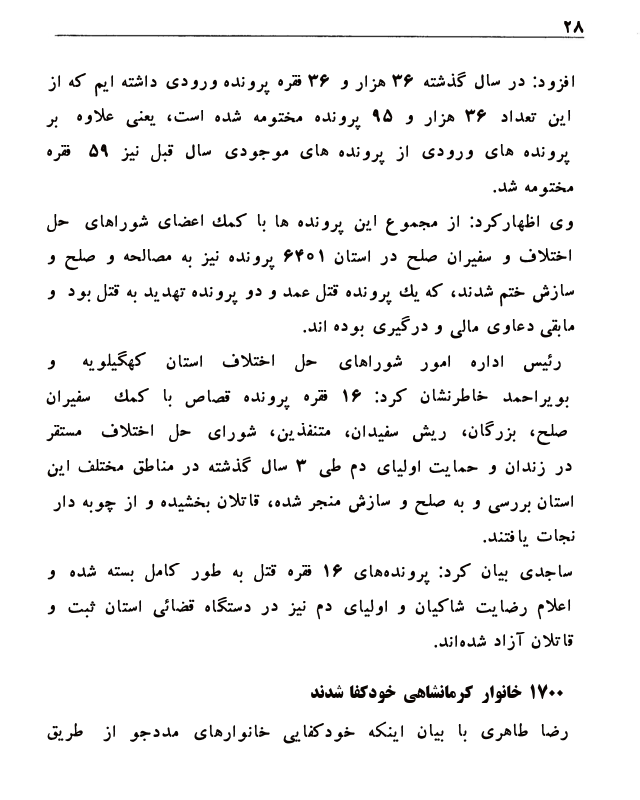 ۲۸
افزود: در سال گذشته ۳۶ هزار و ۳۶ فقره پرونده ورودی داشته ایم که از
این تعداد ۳۶ هزار و ۹۵ پرونده مختومه شده است، یعنی علاوه بر
پرونده های ورودی از پرونده های موجودی سال قبل نیز ۵۹ فقره
مختومه شد.
وی اظهارکرد: از مجموع این پرونده ها با کمك اعضای شوراهای حل
اختلاف و سفیران صلح در استان ۶۴۰۱ پرونده نیز به مصالحه و صلح و
سازش ختم شدند، که یك پرونده قتل عمد و دو پرونده تهدید به قتل بود و
مابقی دعاوی مالی و درگیری بوده اند.
رئیس اداره امور شوراهای حل اختلاف استان کهگیلویه و
بویراحمد خاطرنشان کرد: ۱۶ فقره پرونده قصاص با کمك سفیران
صلح، بزرگان، ریش سفیدان، متنفذین، شورای حل اختلاف مستقر
در زندان و حمایت اولیای دم طی ۳ سال گذشته در مناطق مختلف این
استان بررسی و به صلح و سازش منجر شده، قاتلان بخشیده و از چوبه دار
نجات یافتند.
ساجدی بیان کرد: پرونده‌های ۱۶ فقره قتل به طور کامل بسته شده و
اعلام رضایت شاکیان و اولیای دم نیز در دستگاه قضائی استان ثبت و
قاتلان آزاد شده‌اند.
۱۷۰۰ خانوار کرمانشاهی خودکفا شدند
رضا طاهری با بیان اینکه خودکفایی خانوارهای مددجو از طریق